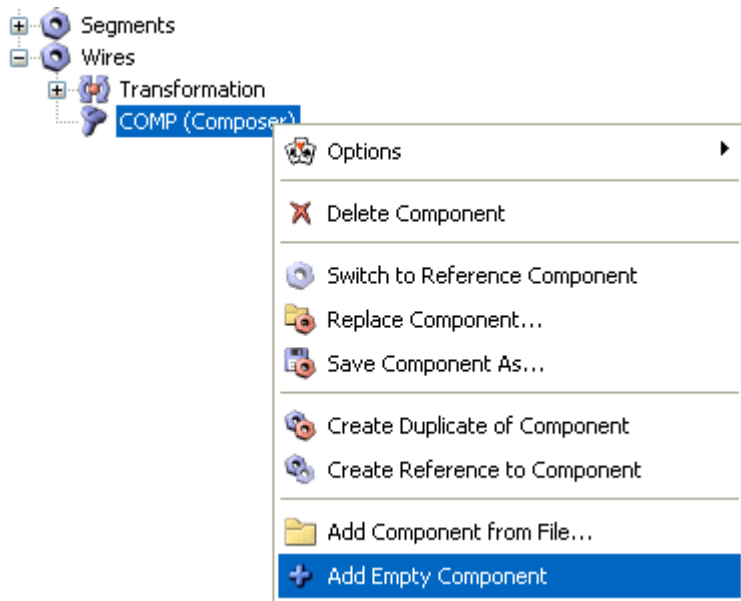 Segments
Wires
Transformation
COMP (Composer)
Options
Delete Component
Switch to Reference Component
Replace Component...
Save Component As...
Create Duplicate of Component
Create Reference to Component
Add Component from File...
Add Empty Component